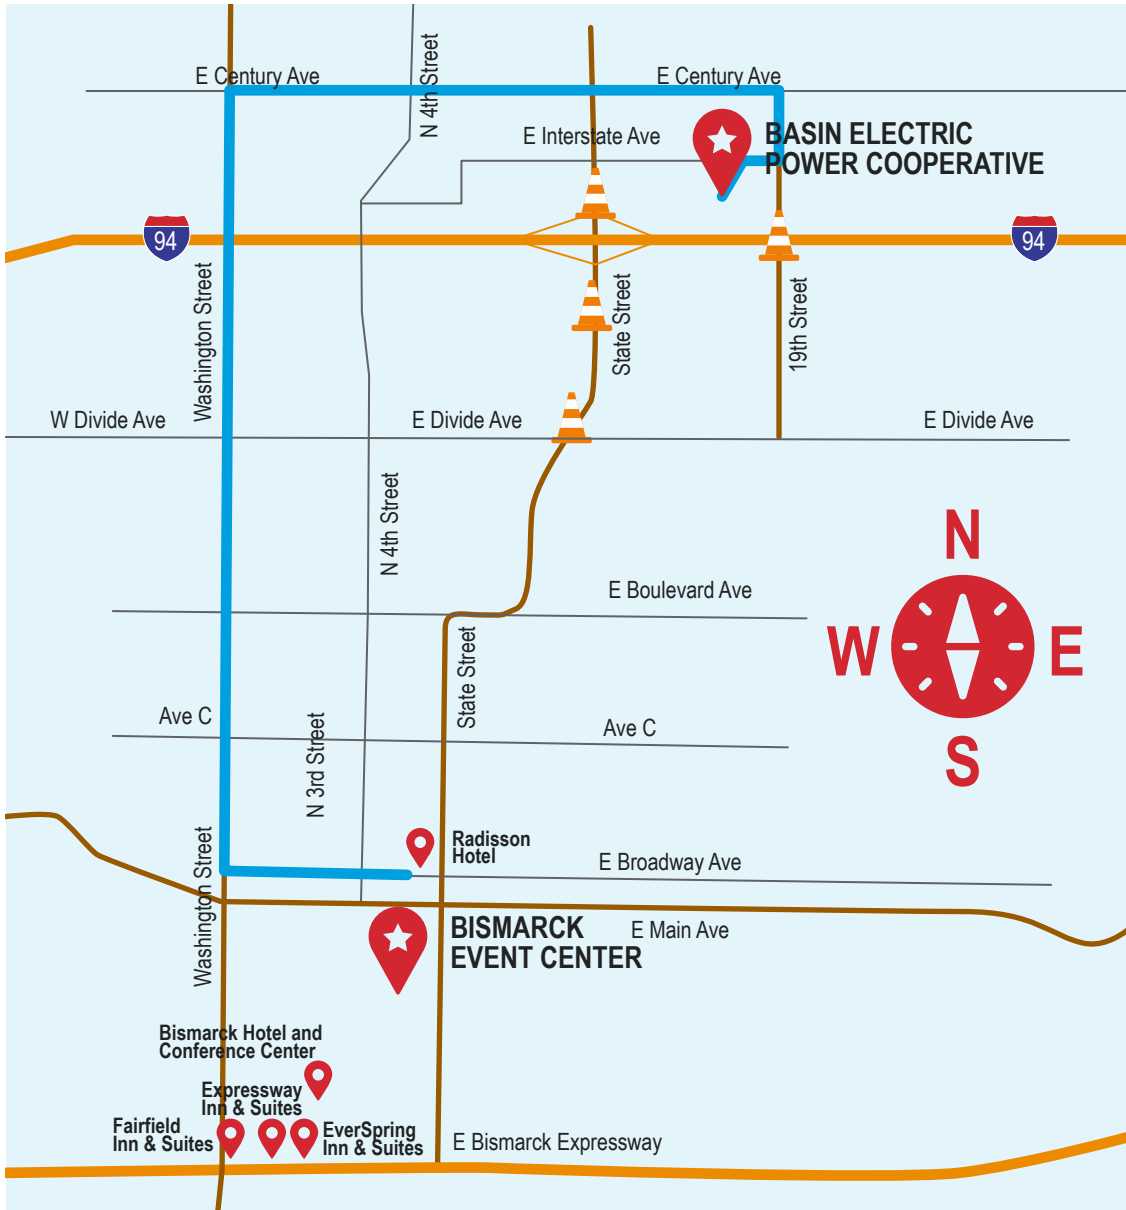 E Century Ave
E Century Ave
N 4th Street
E Interstate Ave
BASIN ELECTRIC
POWER COOPERATIVE
94
94
Washington Street
State Street
19th Street
W Divide Ave
E Divide Ave
E Divide Ave
N 4th Street
N
W
E
S
E Boulevard Ave
State Street
Ave C
Ave C
N 3rd Street
Radisson
Hotel
E Broadway Ave
Washington Street
BISMARCK
EVENT CENTER
E Main Ave
Bismarck Hotel and
Conference Center
Expressway
Inn & Suites
Fairfield
Inn & Suites
EverSpring
Inn & Suites
E Bismarck Expressway